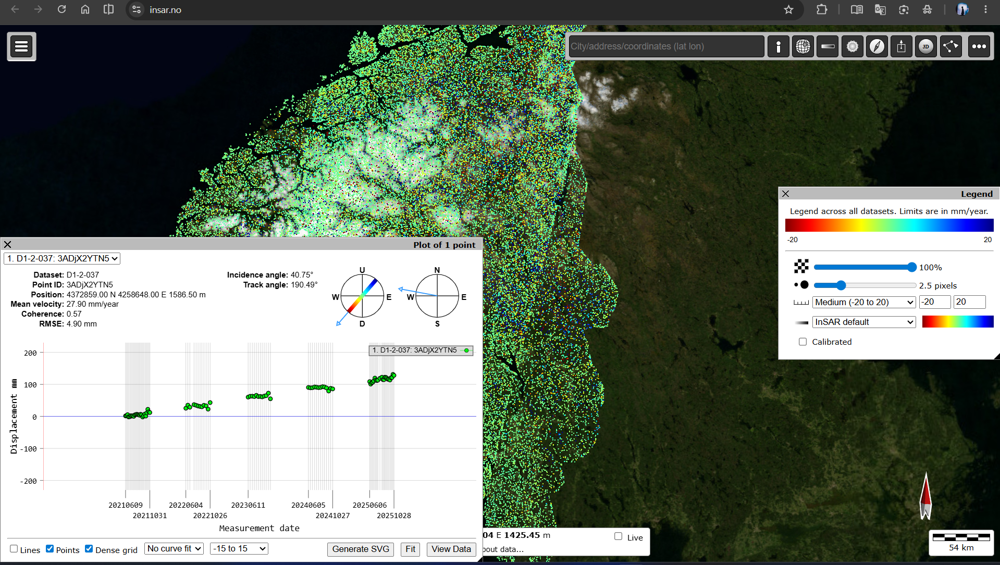 insar.no
City/address/coordinates (lat lon)
3D
Legend
Legend across all datasets. Limits are in mm/year.
-20 20
100%
2.5 pixels
Medium (-20 to 20) -20 20
InSAR default
Calibrated
Plot of 1 point
1. D1-2-037: 3ADjX2YTN5
Dataset: D1-2-037
Point ID: 3ADjX2YTN5
Position: 4372859.00 N 4258648.00 E 1586.50 m
Mean velocity: 27.90 mm/year
Coherence: 0.57
RMSE: 4.90 mm
Incidence angle: 40.75°
Track angle: 190.49°
U
W E
D
N
W E
S
1. D1-2-037: 3ADjX2YTN5
200
100
0
-100
-200
Displacement mm
20210609 20220604 20230611 20240605 20250606
20211031 20221026 20241027 20251028
Measurement date
Lines Points Dense grid No curve fit -15 to 15 Generate SVG Fit View Data
04 E 1425.45 m
Live
bout data...
54 km